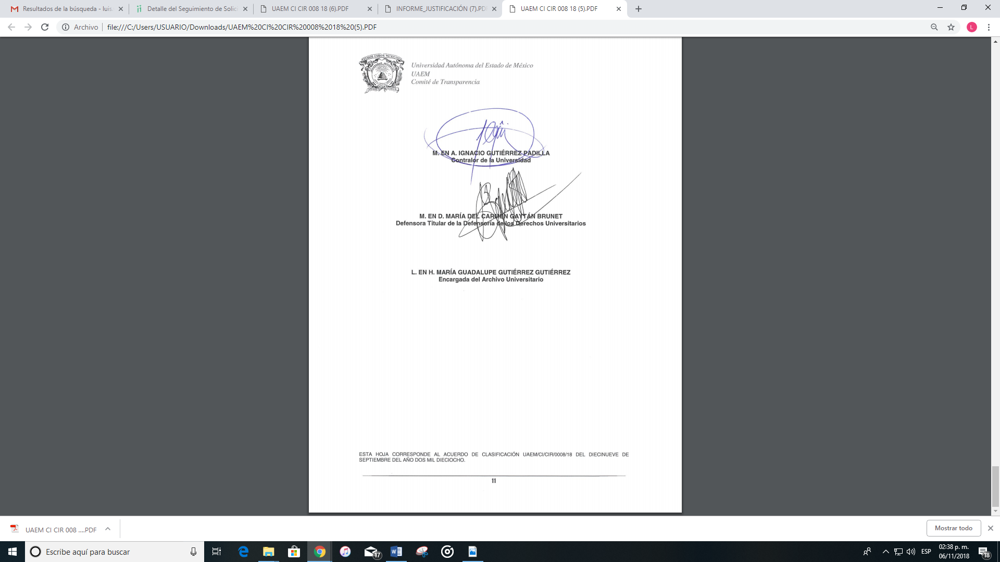 Resultados de la búsqueda - luis.
Detalle del Seguimiento de Solici
UAEM CI CIR 008 18 (6).PDF
INFORME_JUSTIFICACIÓN (7).PD
UAEM CI CIR 008 18 (5).PDF
Archivo
file:///C:/Users/USUARIO/Downloads/UAEM%20CI%20CIR%20008%2018%20(5).PDF
L
Universidad Autónoma del Estado de México
UAEM
Comité de Transparencia
M. EN A. IGNACIO GUTIÉRREZ PADILLA
Contralor de la Universidad
M. EN D. MARÍA DEL CARMEN GAYTÁN BRUNET
Defensora Titular de la Defensoría de los Derechos Universitarios
L. EN H. MARÍA GUADALUPE GUTIÉRREZ GUTIÉRREZ
Encargada del Archivo Universitario
ESTA HOJA CORRESPONDE AL ACUERDO DE CLASIFICACIÓN UAEM/CI/CIR/0008/18 DEL DIECINUEVE DE
SEPTIEMBRE DEL AÑO DOS MIL DIECIOCHO.
11
UAEM CI CIR 008 ....PDF
Mostrar todo
Escribe aquí para buscar
17
ESP
02:38 p. m.
06/11/2018
18